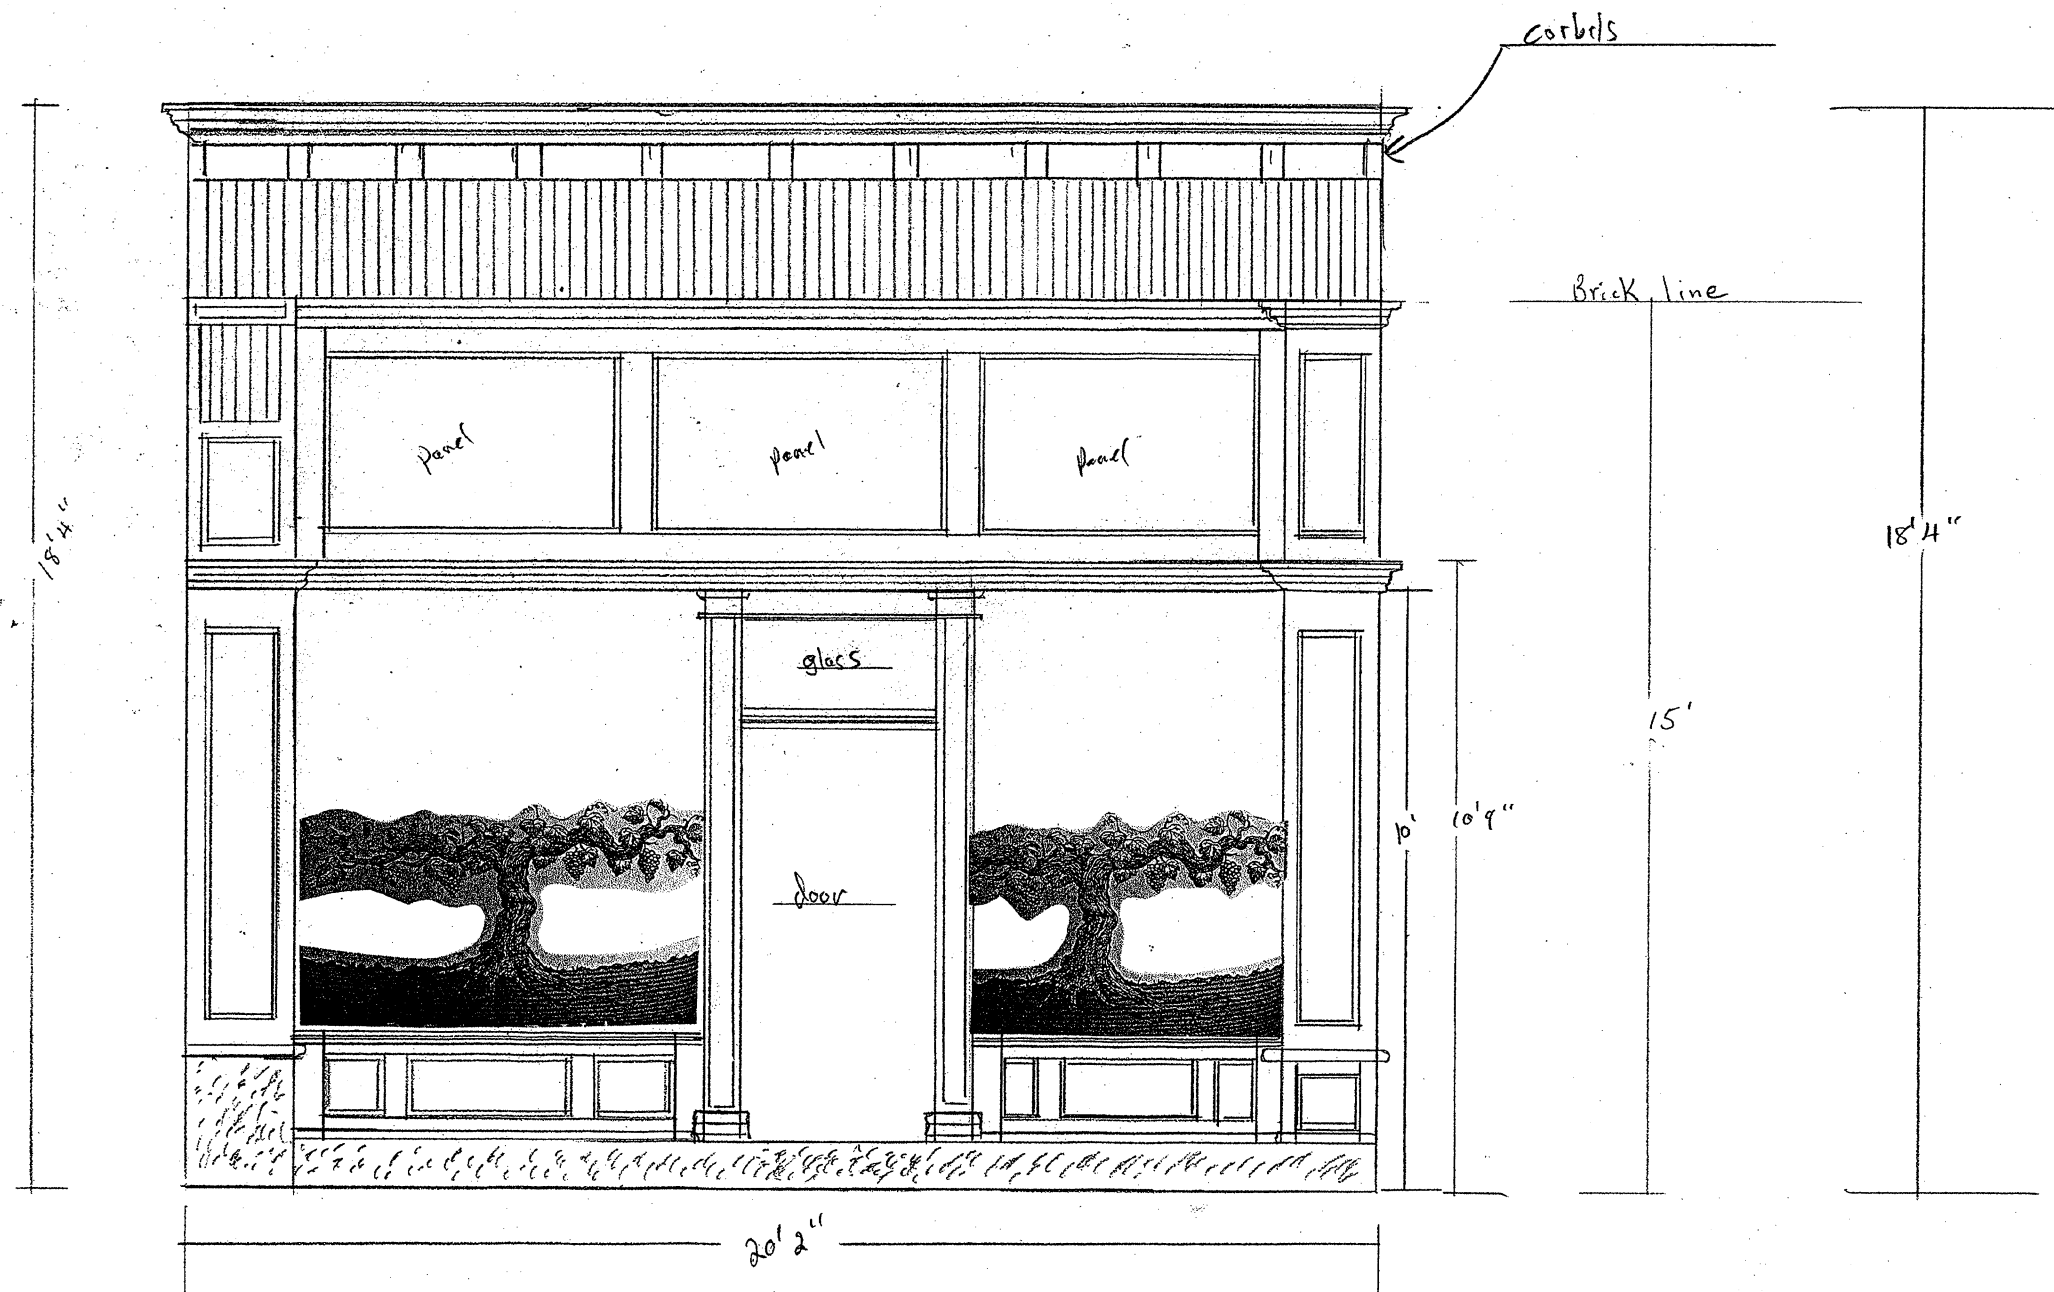 corbels
Brick line
panel
panel
panel
18'4"
18'4"
glass
15'
10'
10'9"
door
20'2"